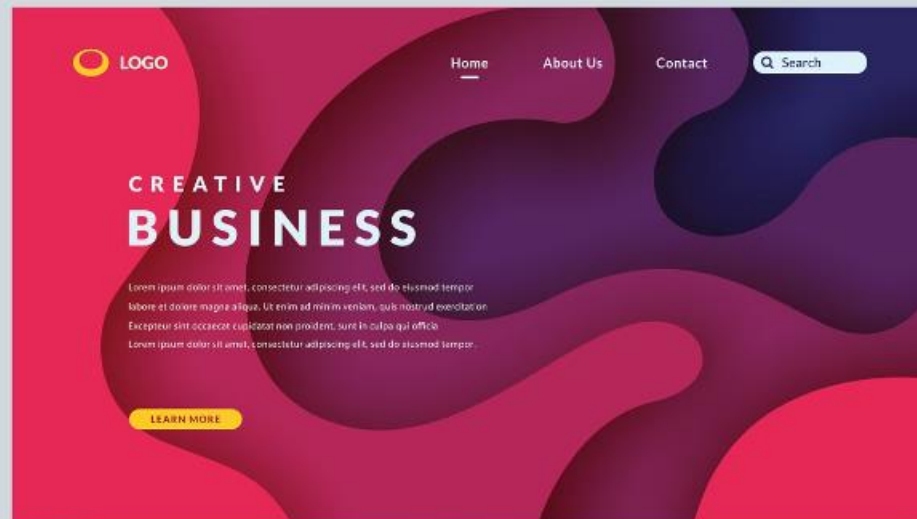 LOGO
Home
About Us
Contact
Search
CREATIVE
BUSINESS
Lorem ipsum dolor sit amet, consectetur adipiscing elit, sed do eiusmod tempor
labore et dolore magna aliqua. Ut enim ad minim veniam, quis nostrud exercitation
Excepteur sint occaecat cupidatat non proident, sunt in culpa qui officia
Lorem ipsum dolor sit amet, consectetur adipiscing elit, sed do eiusmod tempor.
LEARN MORE